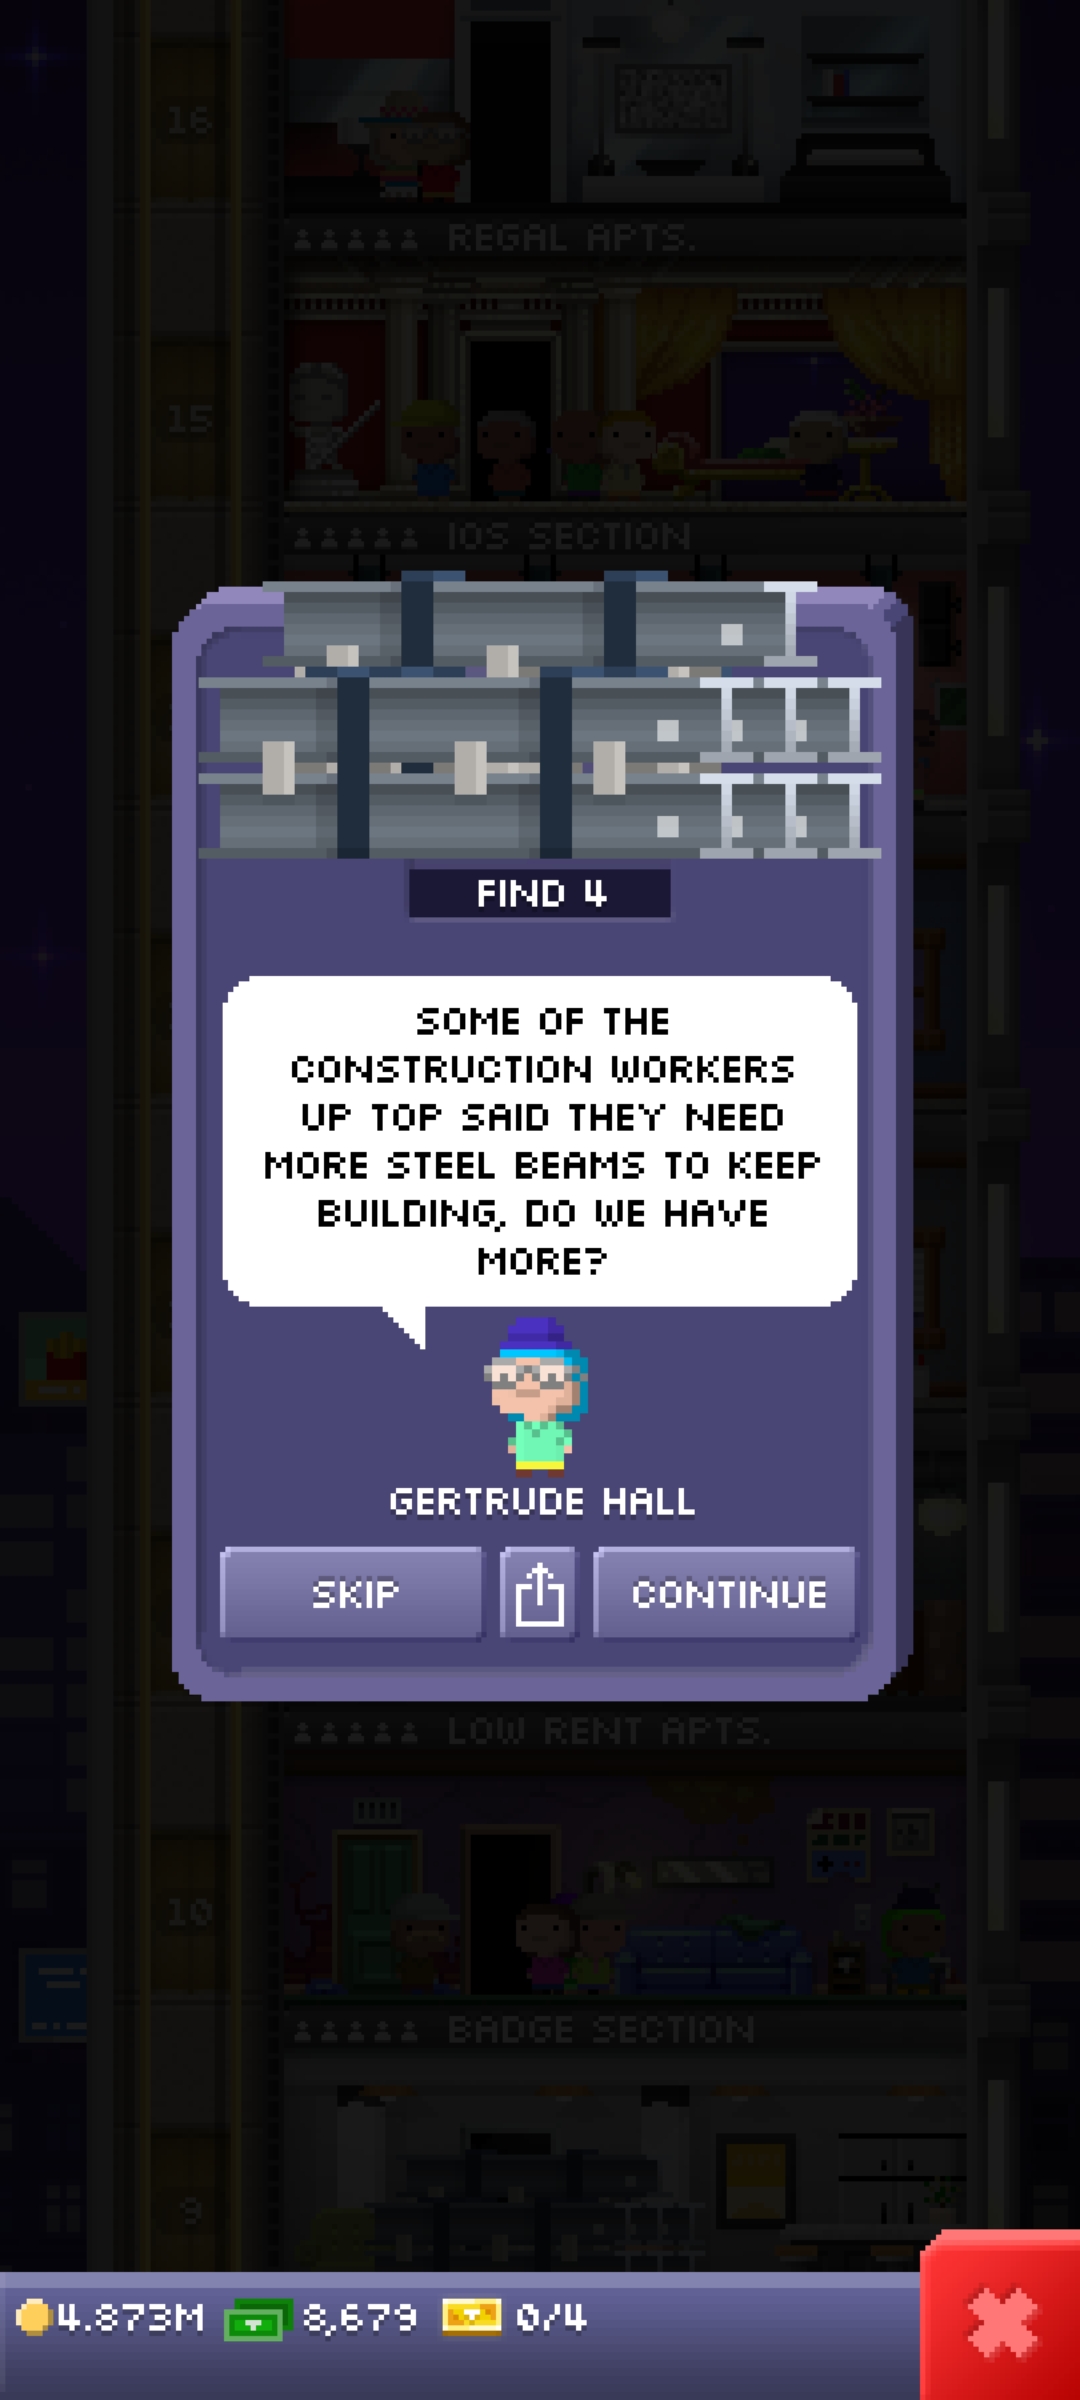 16
REGAL APTS.
15
IOS SECTION
FIND 4
SOME OF THE
CONSTRUCTION WORKERS
UP TOP SAID THEY NEED
MORE STEEL BEAMS TO KEEP
BUILDING, DO WE HAVE
MORE?
GERTRUDE HALL
SKIP
CONTINUE
LOW RENT APTS.
10
BADGE SECTION
9
4.873M 8,679 0/4